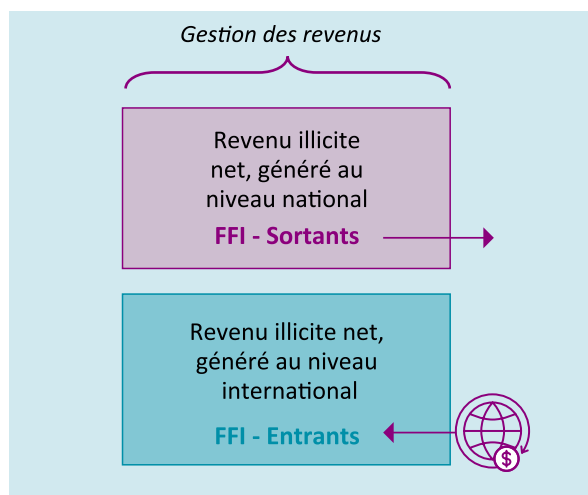 Gestion des revenus
Revenu illicite
net, généré au
niveau national
FFI - Sortants
Revenu illicite net,
généré au niveau
international
FFI - Entrants
$